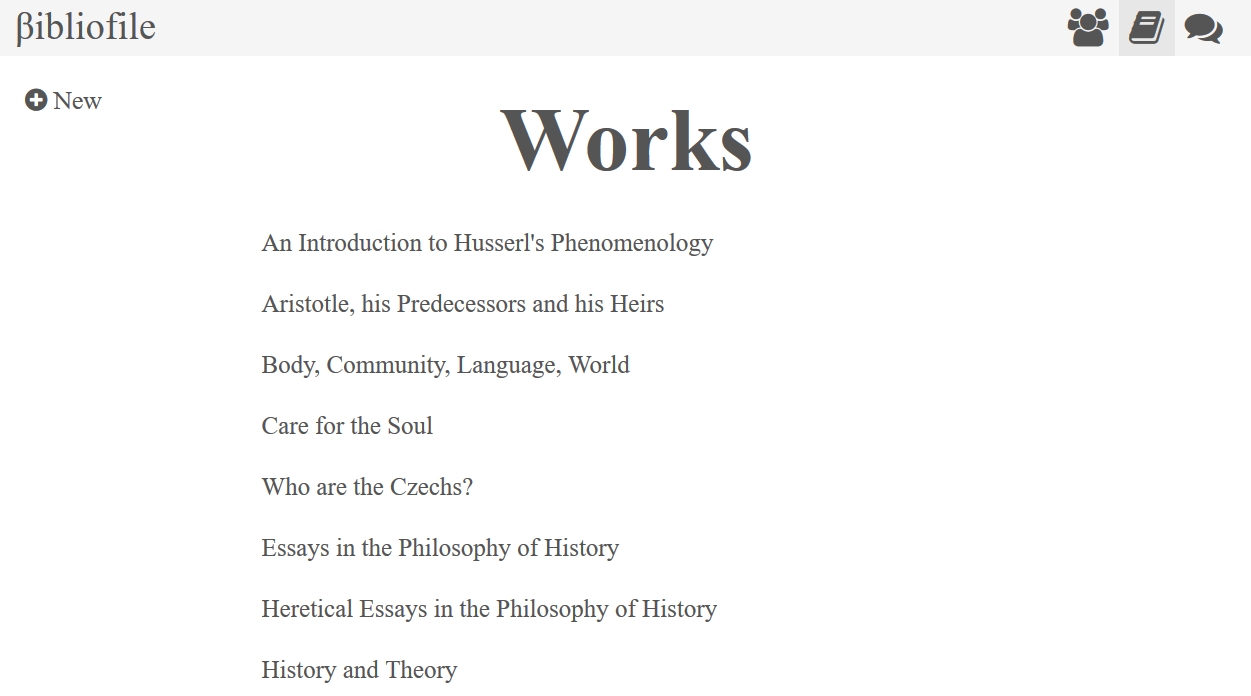 βibliofile
New
Works
An Introduction to Husserl's Phenomenology
Aristotle, his Predecessors and his Heirs
Body, Community, Language, World
Care for the Soul
Who are the Czechs?
Essays in the Philosophy of History
Heretical Essays in the Philosophy of History
History and Theory